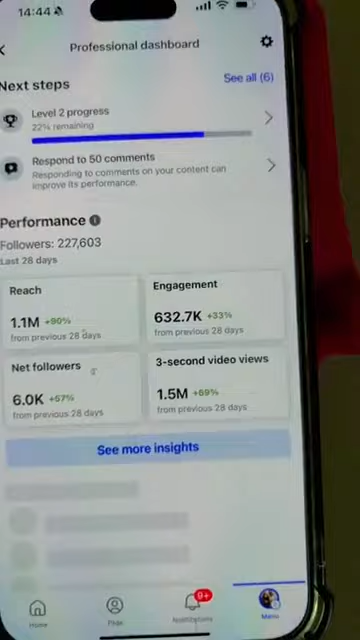 14:44
Professional dashboard
Next steps
See all (6)
Level 2 progress
22% remaining
Respond to 50 comments
Responding to comments on your content can
improve its performance.
Performance
Followers: 227,603
Last 28 days
Reach
1.1M +90%
from previous 28 days
Engagement
632.7K +33%
from previous 28 days
Net followers
6.0K +57%
from previous 28 days
3-second video views
1.5M +69%
from previous 28 days
See more insights
Home
Page
9+
Notifications
Menu